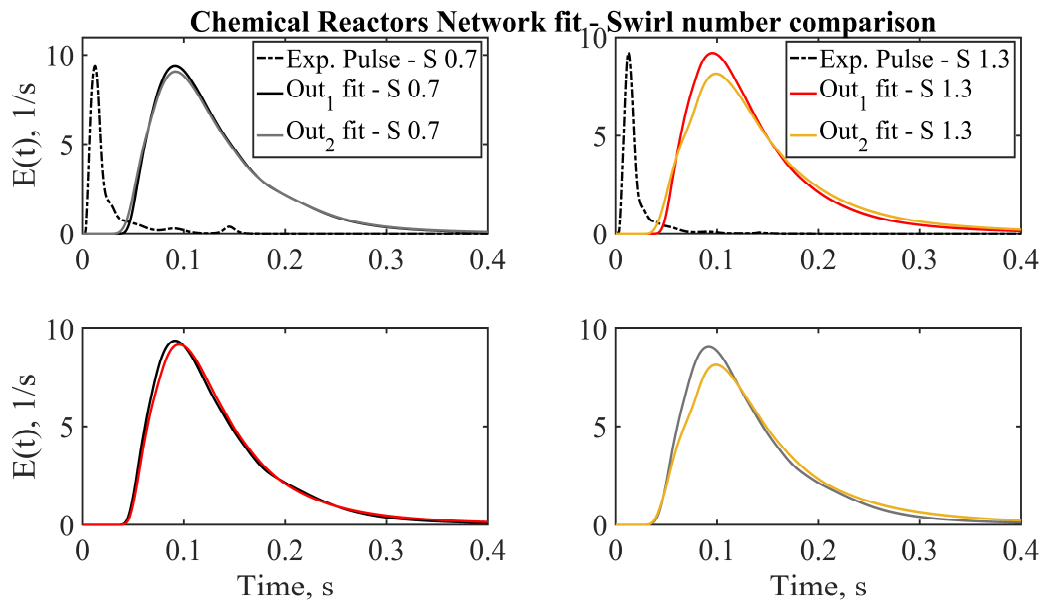 Chemical Reactors Network fit - Swirl number comparison
E(t), 1/s
10
5
0
0
0.1
0.2
0.3
0.4
Exp. Pulse - S 0.7
Out1 fit - S 0.7
Out2 fit - S 0.7
10
5
0
0
0.1
0.2
0.3
0.4
Exp. Pulse - S 1.3
Out1 fit - S 1.3
Out2 fit - S 1.3
E(t), 1/s
10
5
0
0
0.1
0.2
0.3
0.4
Time, s
10
5
0
0
0.1
0.2
0.3
0.4
Time, s